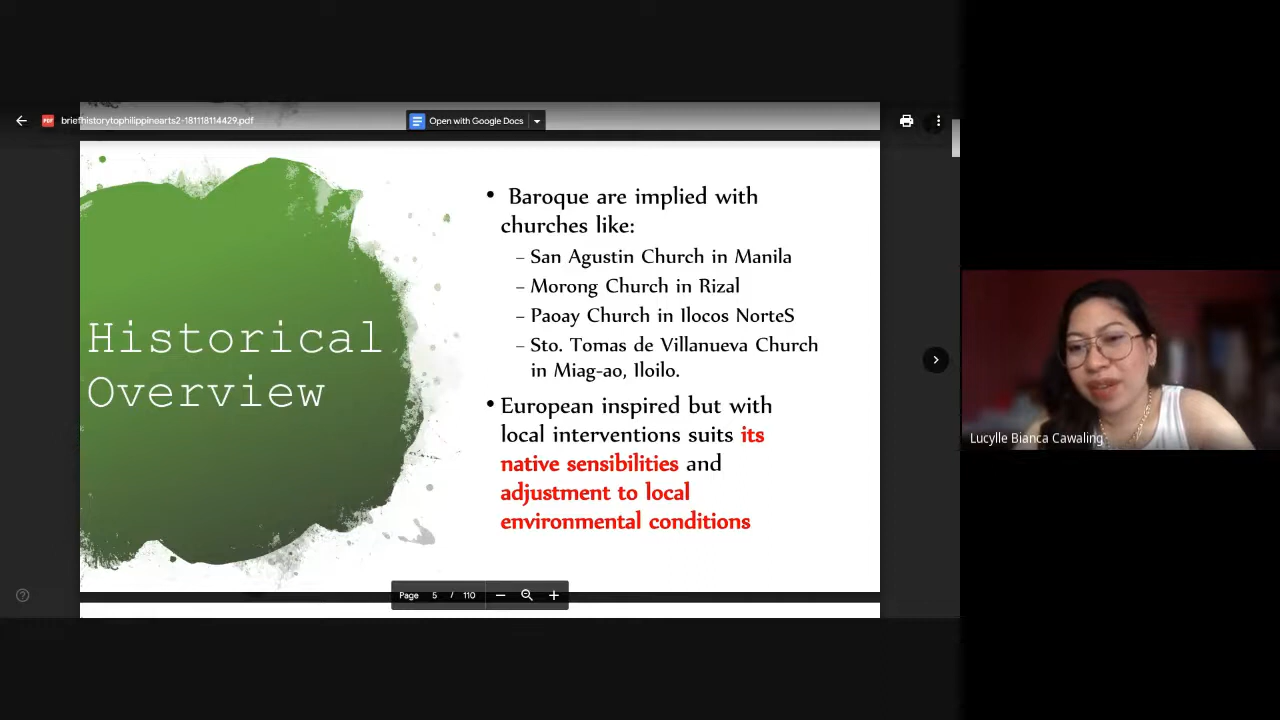 briefhistorytophilippinearts2-181118114429.pdf
Open with Google Docs
Historical
Overview
• Baroque are implied with
churches like:
– San Agustin Church in Manila
– Morong Church in Rizal
– Paoay Church in Ilocos NorteS
– Sto. Tomas de Villanueva Church
in Miag-ao, Iloilo.
• European inspired but with
local interventions suits its
native sensibilities and
adjustment to local
environmental conditions
Page 5 / 110
Lucylle Bianca Cawaling